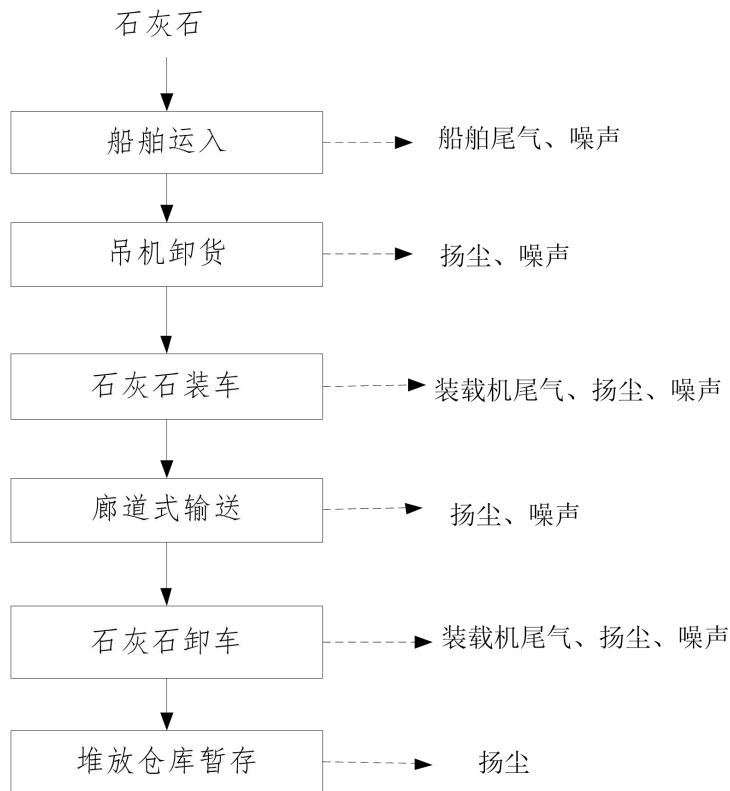 石灰石
船舶运入
船舶尾气、噪声
吊机卸货
扬尘、噪声
石灰石装车
装载机尾气、扬尘、噪声
廊道式输送
扬尘、噪声
石灰石卸车
装载机尾气、扬尘、噪声
堆放仓库暂存
扬尘